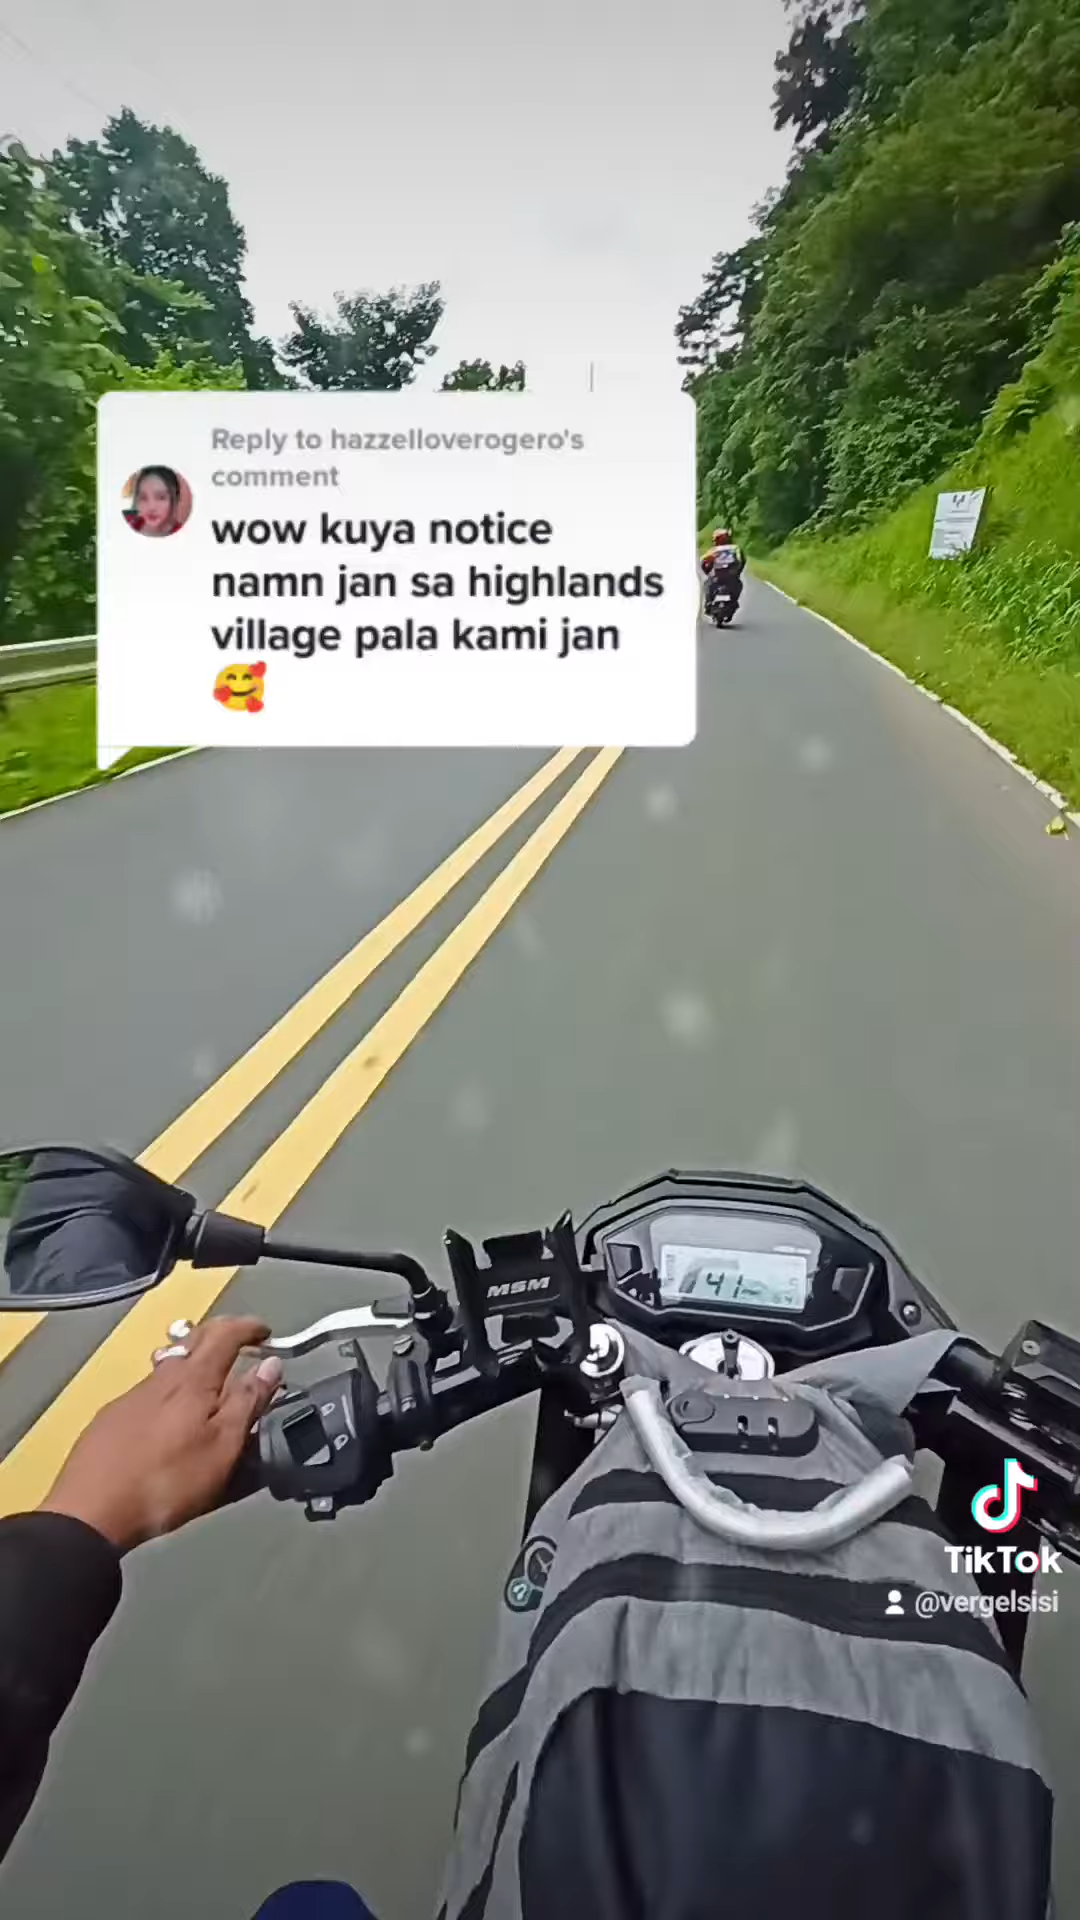 Reply to hazzelloverogero's
comment
wow kuya notice
namn jan sa highlands
village pala kami jan
🥰
MSM
41
TikTok
@vergelsisi